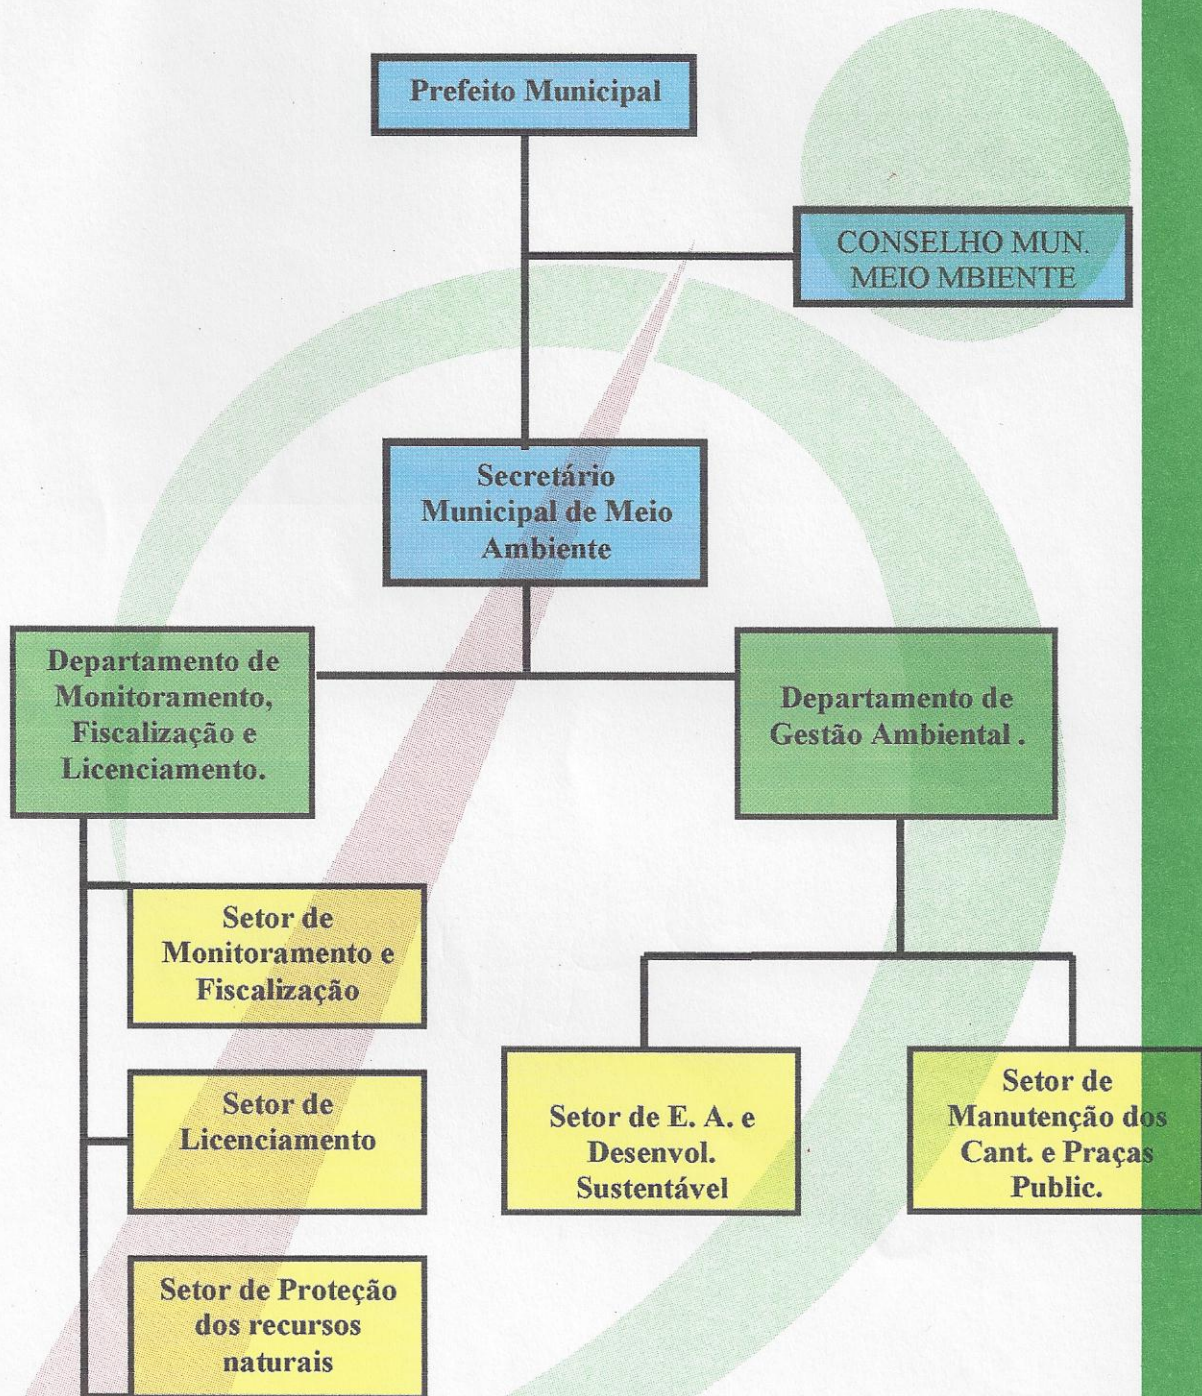 Prefeito Municipal
CONSELHO MUN.
MEIO MBIENTE
Secretário
Municipal de Meio
Ambiente
Departamento de
Monitoramento,
Fiscalização e
Licenciamento.
Departamento de
Gestão Ambiental .
Setor de
Monitoramento e
Fiscalização
Setor de
Licenciamento
Setor de Proteção
dos recursos
naturais
Setor de E. A. e
Desenvol.
Sustentável
Setor de
Manutenção dos
Cant. e Praças
Public.